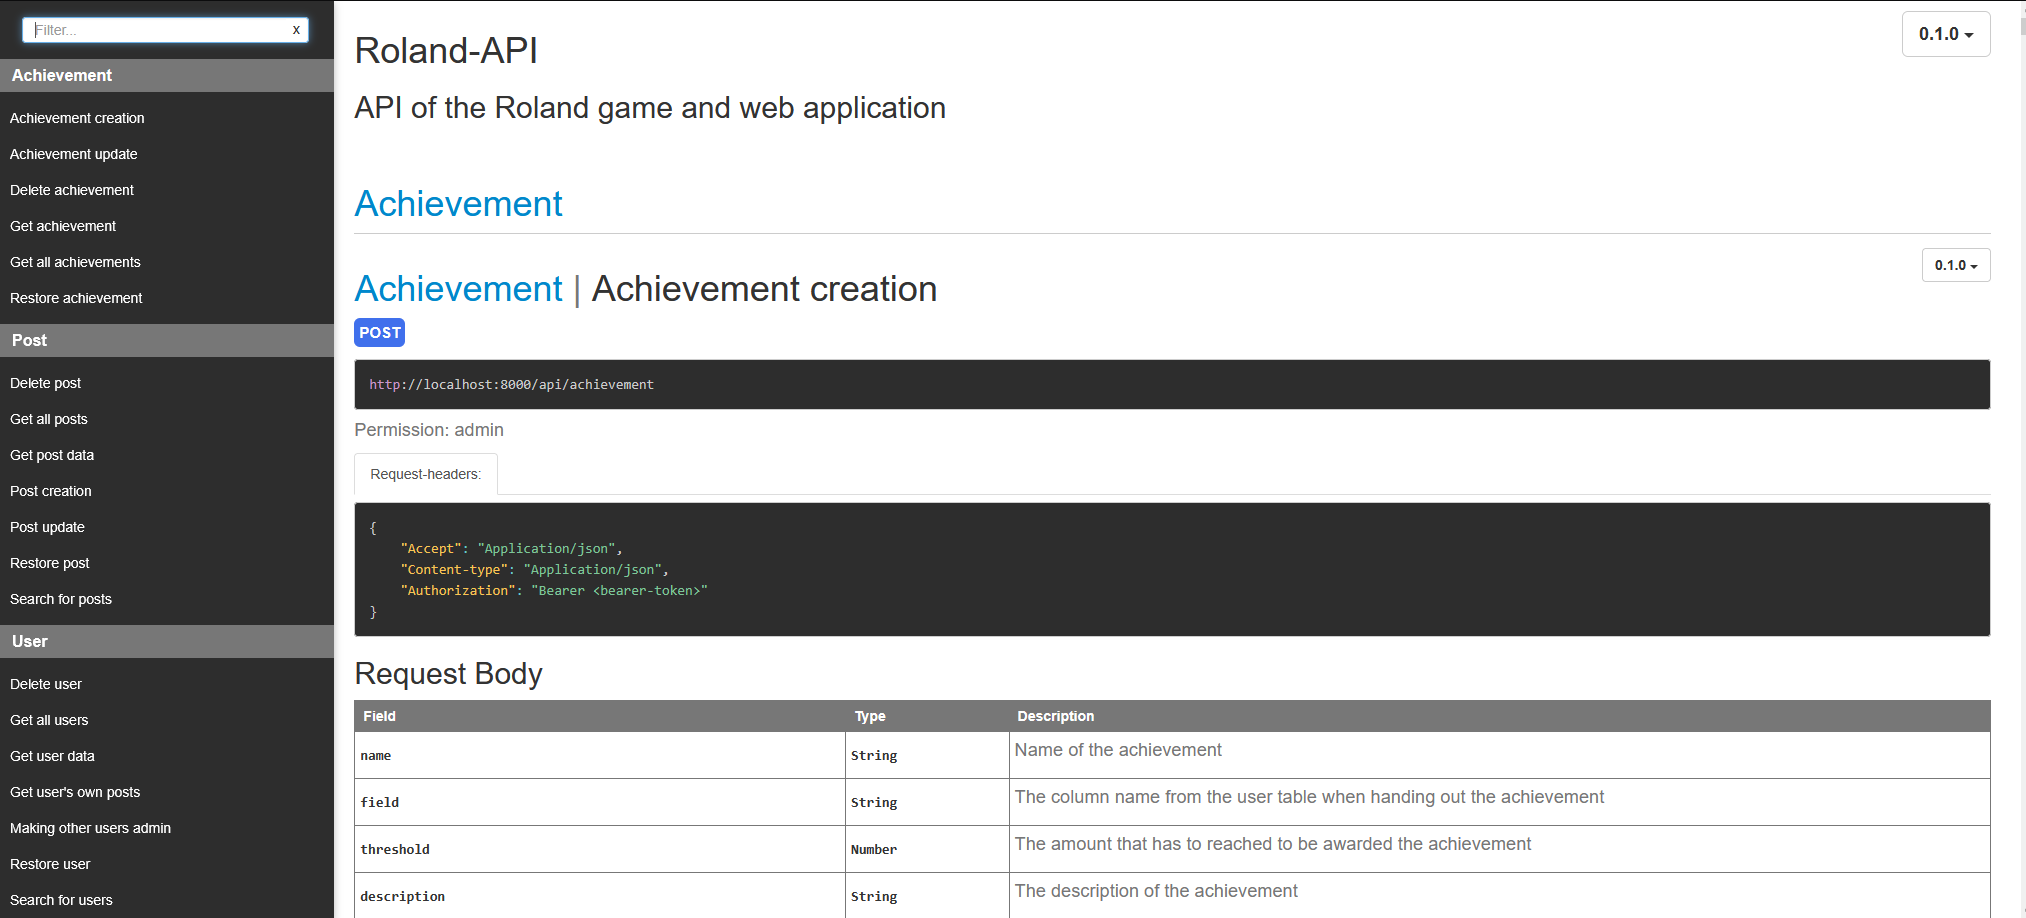 Filter...
x
Achievement
Achievement creation
Achievement update
Delete achievement
Get achievement
Get all achievements
Restore achievement
Post
Delete post
Get all posts
Get post data
Post creation
Post update
Restore post
Search for posts
User
Delete user
Get all users
Get user data
Get user's own posts
Making other users admin
Restore user
Search for users
Roland-API
0.1.0
API of the Roland game and web application
Achievement
Achievement | Achievement creation
0.1.0
POST
http://localhost:8000/api/achievement
Permission: admin
Request-headers:
{
"Accept": "Application/json",
"Content-type": "Application/json",
"Authorization": "Bearer <bearer-token>"
}
Request Body
Field Type Description
name String Name of the achievement
field String The column name from the user table when handing out the achievement
threshold Number The amount that has to reached to be awarded the achievement
description String The description of the achievement